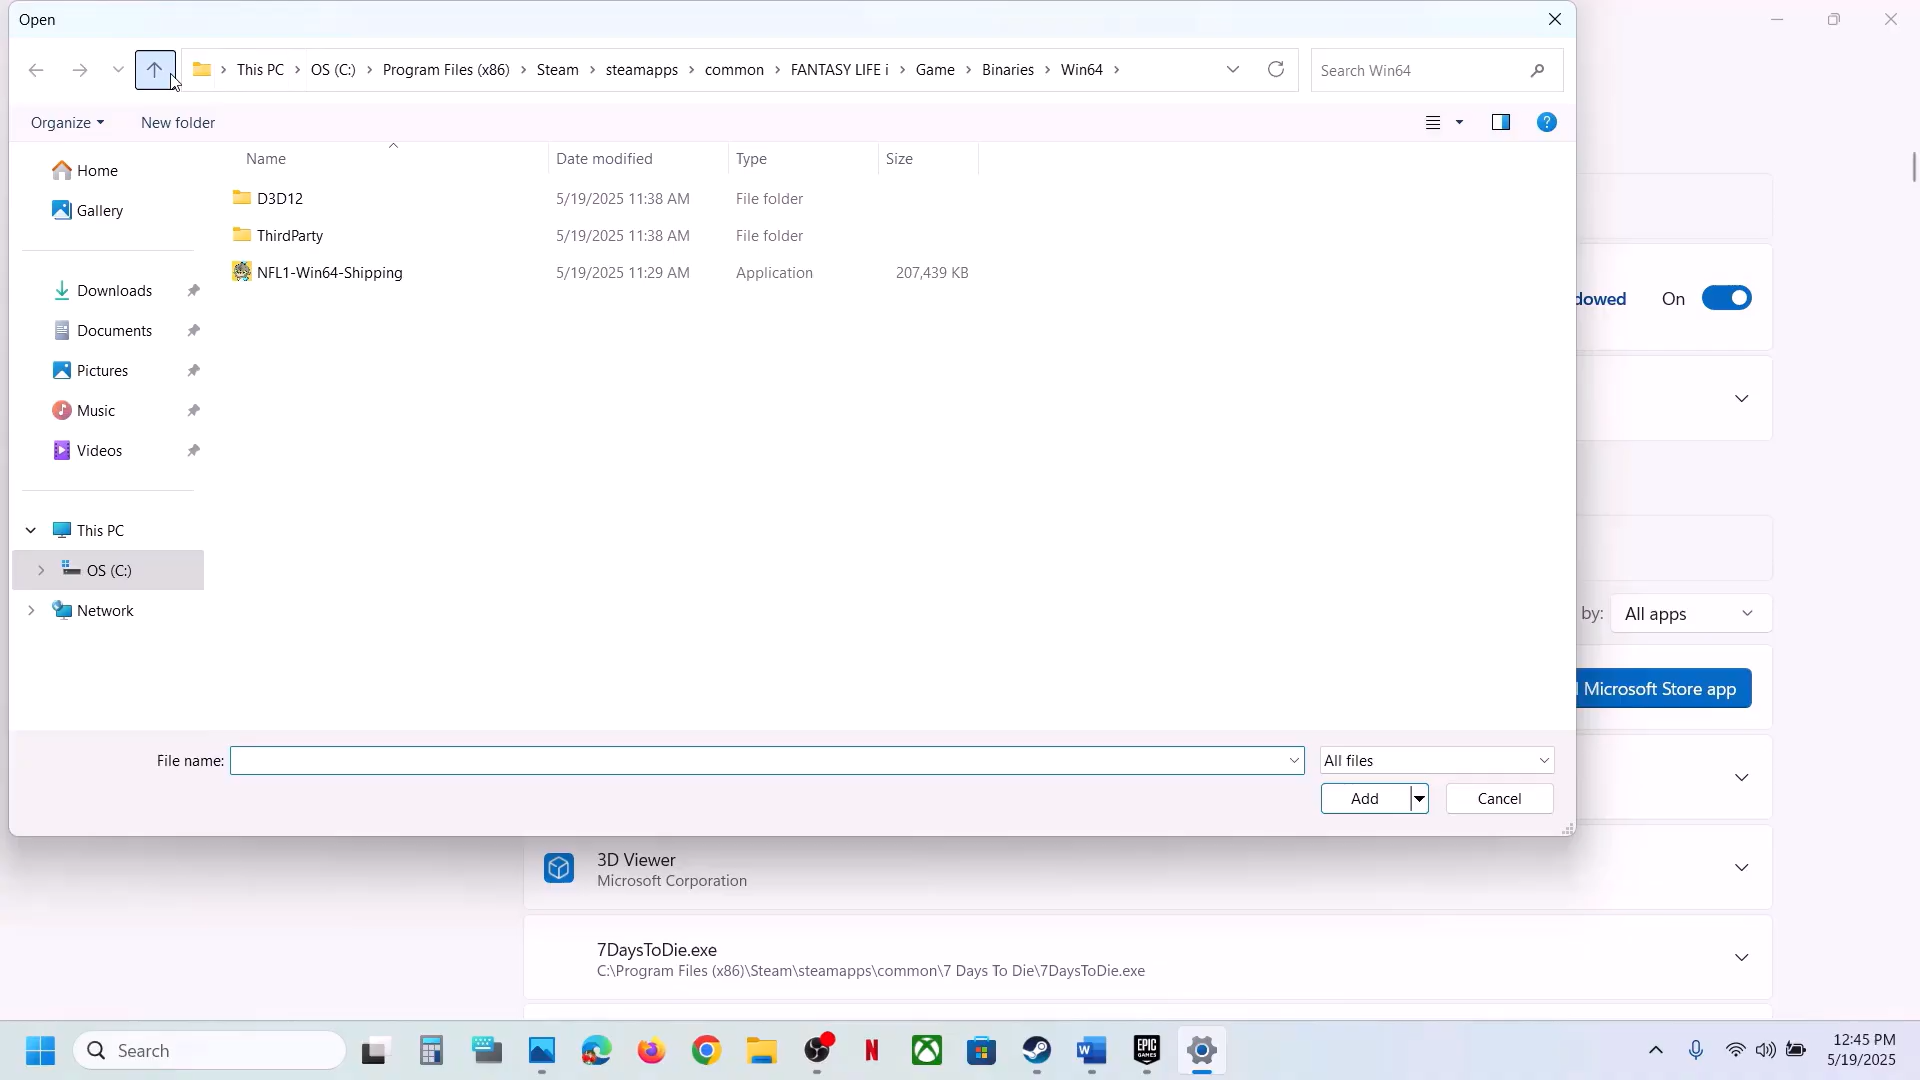 Open
This PC > OS (C:) > Program Files (x86) > Steam > steamapps > common > FANTASY LIFE i > Game > Binaries > Win64 >
Search Win64
Organize
New folder
Name
Date modified
Type
Size
Home
Gallery
Downloads
Documents
Pictures
Music
Videos
This PC
OS (C:)
Network
D3D12 5/19/2025 11:38 AM File folder
ThirdParty 5/19/2025 11:38 AM File folder
NFL1-Win64-Shipping 5/19/2025 11:29 AM Application 207,439 KB
File name:
All files
Add
Cancel
dowed On
by: All apps
Microsoft Store app
3D Viewer
Microsoft Corporation
7DaysToDie.exe
C:\Program Files (x86)\Steam\steamapps\common\7 Days To Die\7DaysToDie.exe
Search
EPIC
GAMES
12:45 PM
5/19/2025